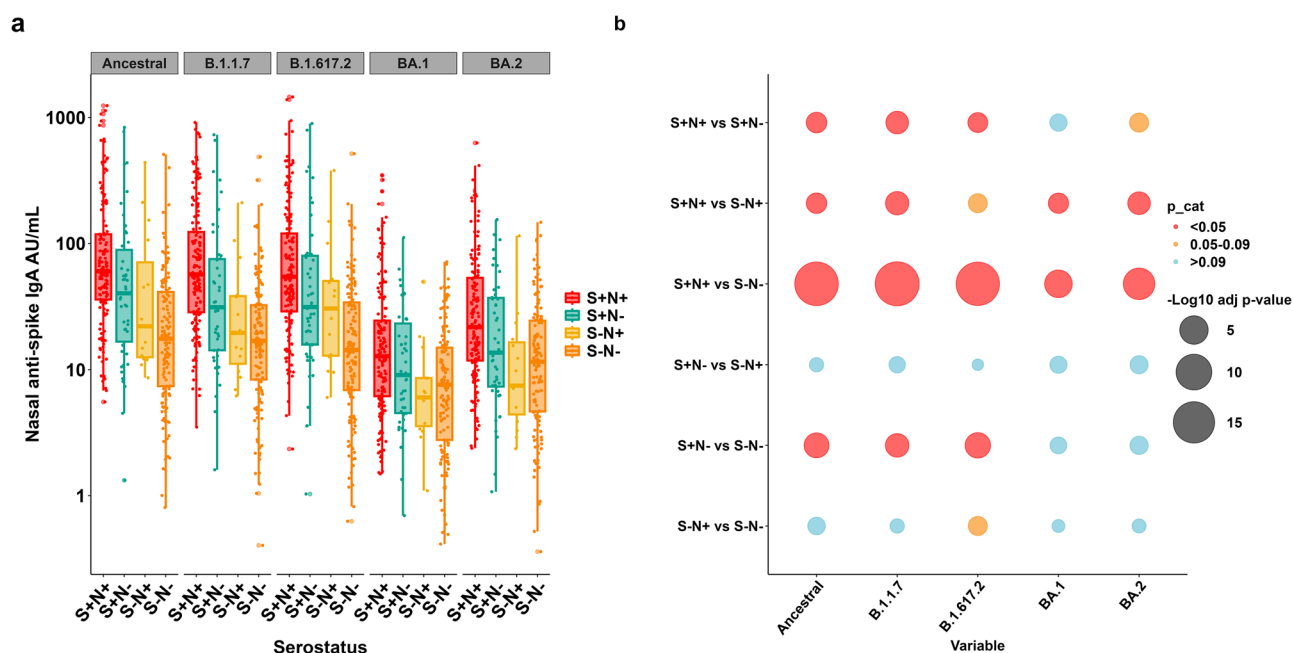 a
Ancestral B.1.1.7 B.1.617.2 BA.1 BA.2
Nasal anti-spike IgA AU/mL
1000
100
10
1
S+N+ S+N- S-N+ S-N- S+N+ S+N- S-N+ S-N- S+N+ S+N- S-N+ S-N- S+N+ S+N- S-N+ S-N- S+N+ S+N- S-N+ S-N-
Serostatus
S+N+
S+N-
S-N+
S-N-
b
S+N+ vs S+N-
S+N+ vs S-N+
S+N+ vs S-N-
S+N- vs S-N+
S+N- vs S-N-
S-N+ vs S-N-
Ancestral B.1.1.7 B.1.617.2 BA.1 BA.2
Variable
p_cat
<0.05
0.05-0.09
>0.09
-Log10 adj p-value
5
10
15